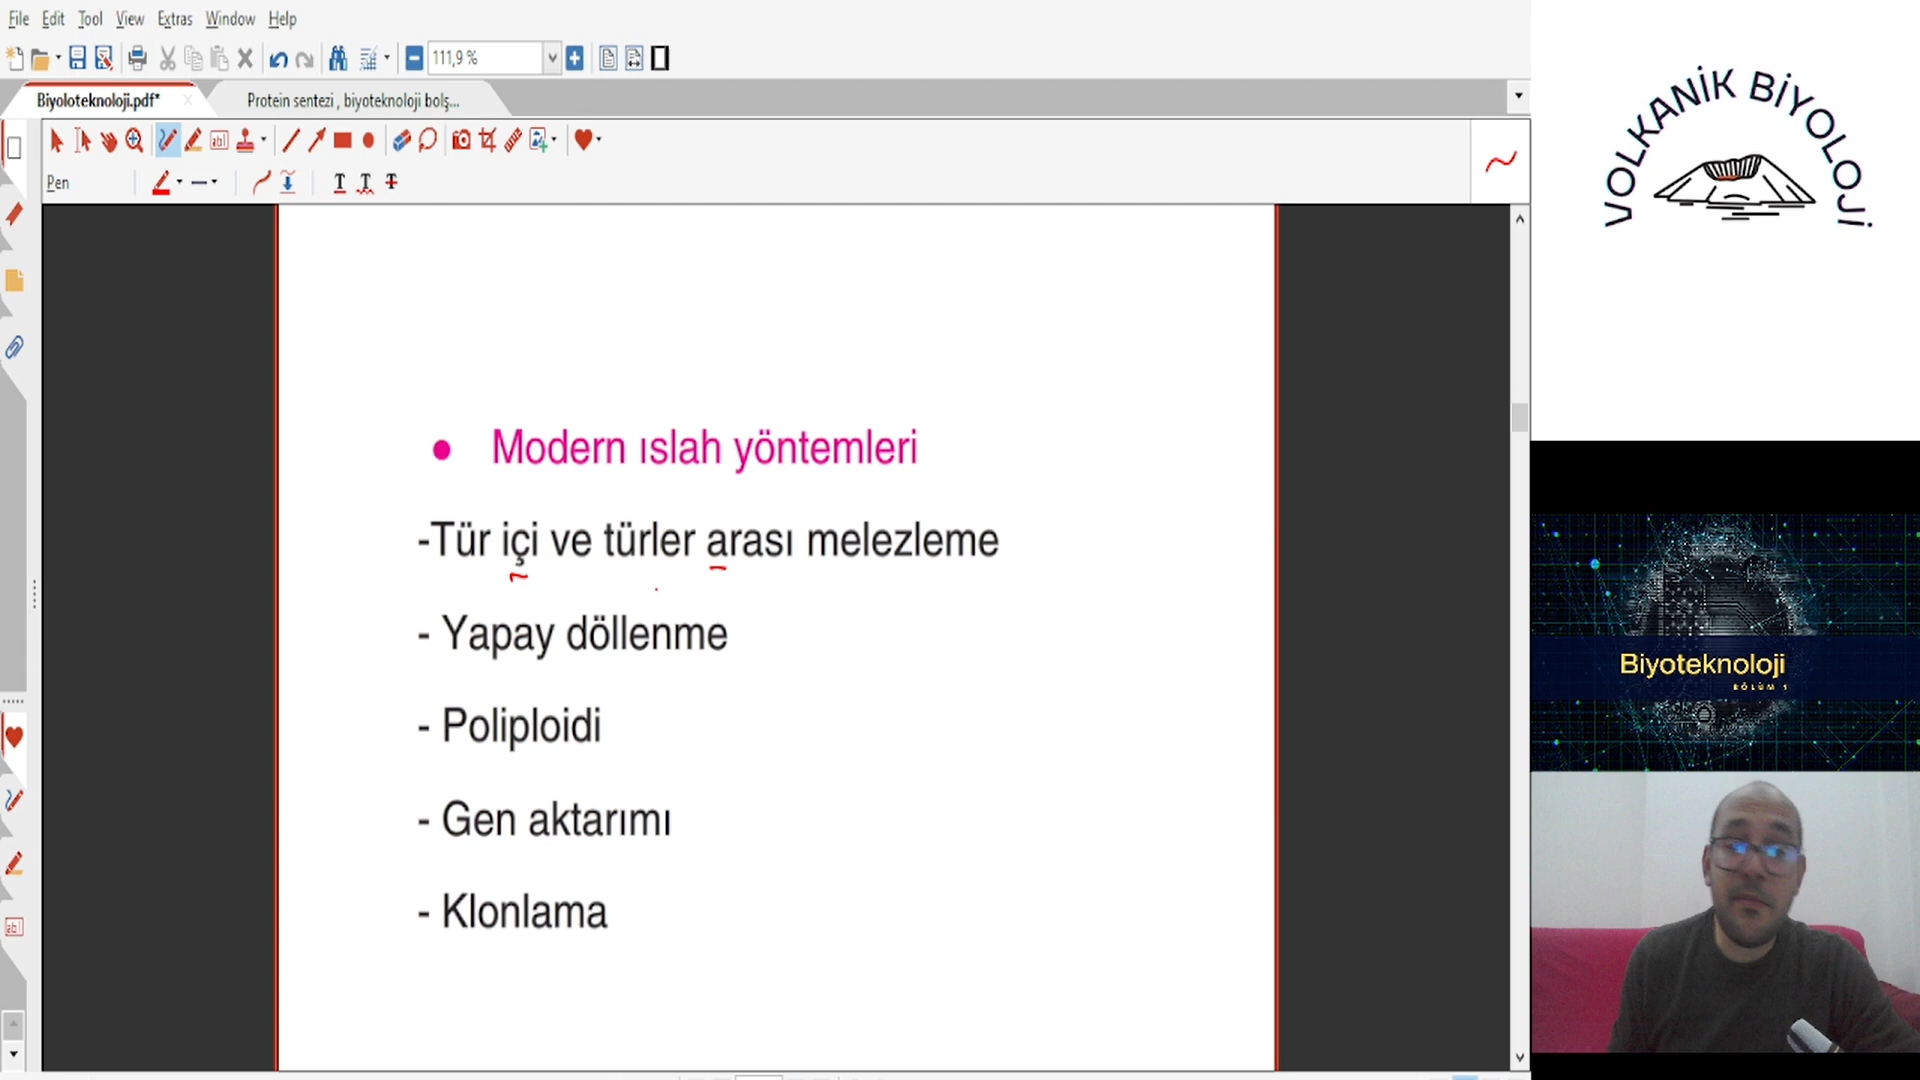 File Edit Tool View Extras Window Help
111,9 %
Biyoloteknoloji.pdf*
Protein sentezi , biyoteknoloji bolş...
Pen
● Modern ıslah yöntemleri
-Tür içi ve türler arası melezleme
- Yapay döllenme
- Poliploidi
- Gen aktarımı
- Klonlama
VOLKANİK BİYOLOJİ
Biyoteknoloji
BÖLÜM 1